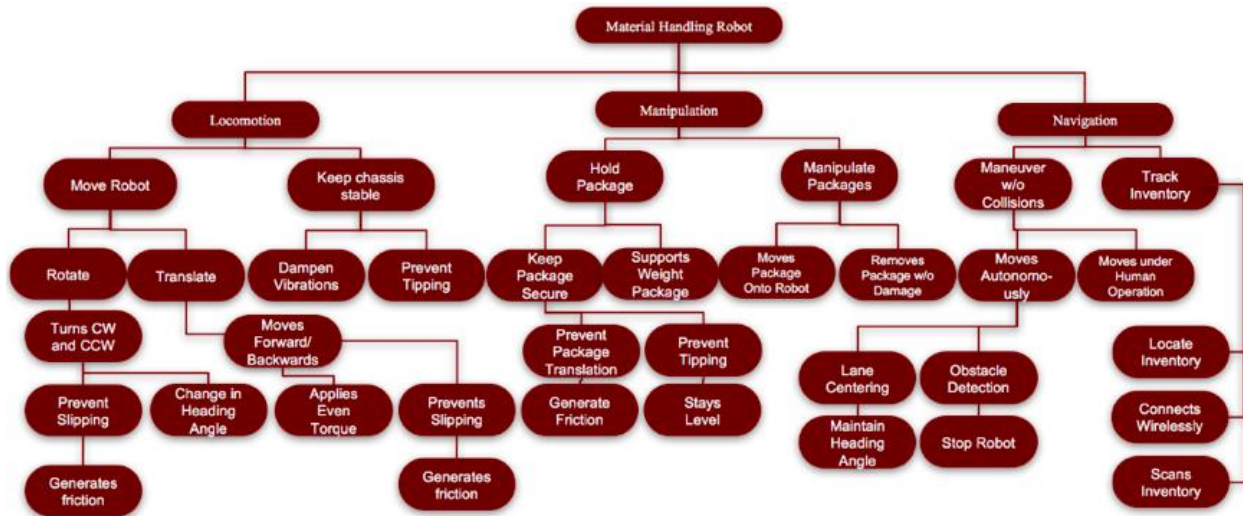 Material Handling Robot
Locomotion
Manipulation
Navigation
Move Robot
Keep chassis
stable
Hold
Package
Manipulate
Packages
Maneuver
w/o
Collisions
Track
Inventory
Rotate
Translate
Dampen
Vibrations
Prevent
Tipping
Keep
Package
Secure
Supports
Weight
Package
Moves
Package
Onto Robot
Removes
Package w/o
Damage
Moves
Autonomo-
usly
Moves under
Human
Operation
Turns CW
and CCW
Moves
Forward/
Backwards
Prevent
Package
Translation
Prevent
Tipping
Lane
Centering
Obstacle
Detection
Locate
Inventory
Prevent
Slipping
Change in
Heading
Angle
Applies
Even
Torque
Prevents
Slipping
Generate
Friction
Stays
Level
Maintain
Heading
Angle
Stop Robot
Connects
Wirelessly
Generates
friction
Generates
friction
Scans
Inventory